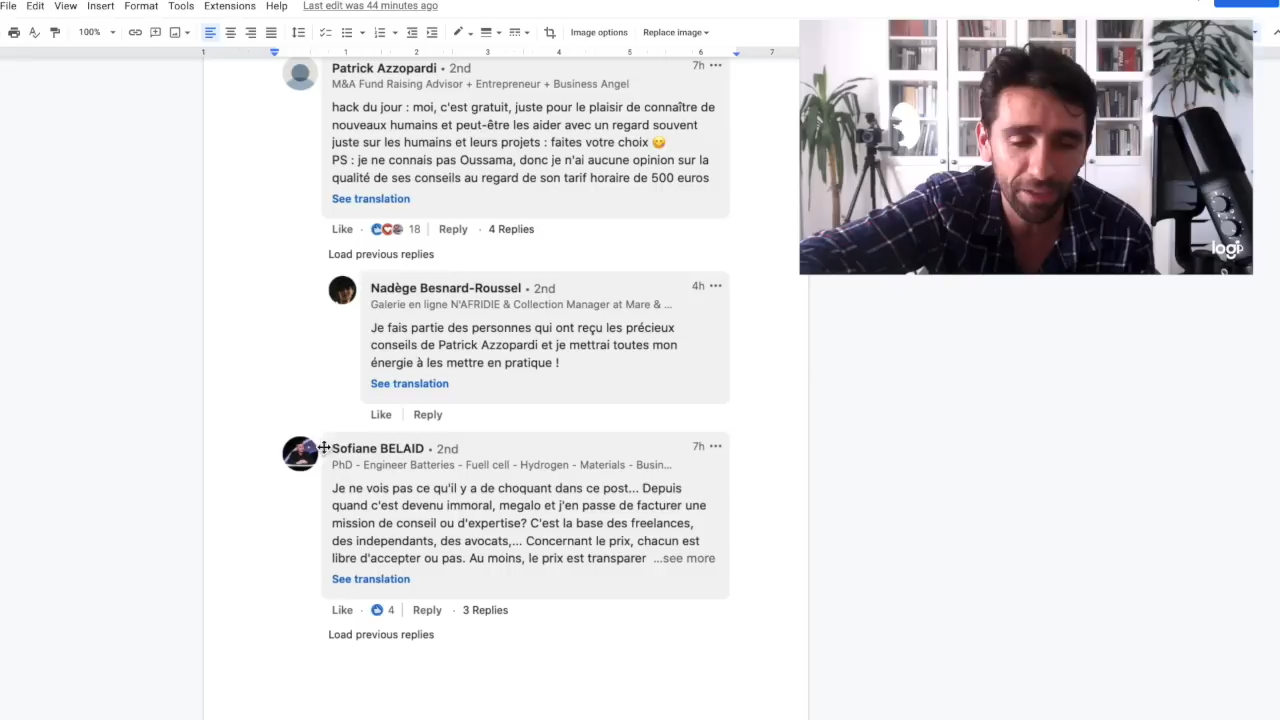 File Edit View Insert Format Tools Extensions Help Last edit was 44 minutes ago
100% Image options Replace image
1 1 2 3 4 5 6 7
Patrick Azzopardi • 2nd 7h
M&A Fund Raising Advisor + Entrepreneur + Business Angel
hack du jour : moi, c'est gratuit, juste pour le plaisir de connaître de
nouveaux humains et peut-être les aider avec un regard souvent
juste sur les humains et leurs projets : faites votre choix 😋
PS : je ne connais pas Oussama, donc je n'ai aucune opinion sur la
qualité de ses conseils au regard de son tarif horaire de 500 euros
See translation
Like · 18 | Reply · 4 Replies
Load previous replies
Nadège Besnard-Roussel • 2nd 4h
Galerie en ligne N'AFRIDIE & Collection Manager at Mare & ...
Je fais partie des personnes qui ont reçu les précieux
conseils de Patrick Azzopardi et je mettrai toutes mon
énergie à les mettre en pratique !
See translation
Like | Reply
Sofiane BELAID • 2nd 7h
PhD - Engineer Batteries - Fuell cell - Hydrogen - Materials - Busin...
Je ne vois pas ce qu'il y a de choquant dans ce post... Depuis
quand c'est devenu immoral, megalo et j'en passe de facturer une
mission de conseil ou d'expertise? C'est la base des freelances,
des independants, des avocats,... Concernant le prix, chacun est
libre d'accepter ou pas. Au moins, le prix est transparer ...see more
See translation
Like · 4 | Reply · 3 Replies
Load previous replies
logi